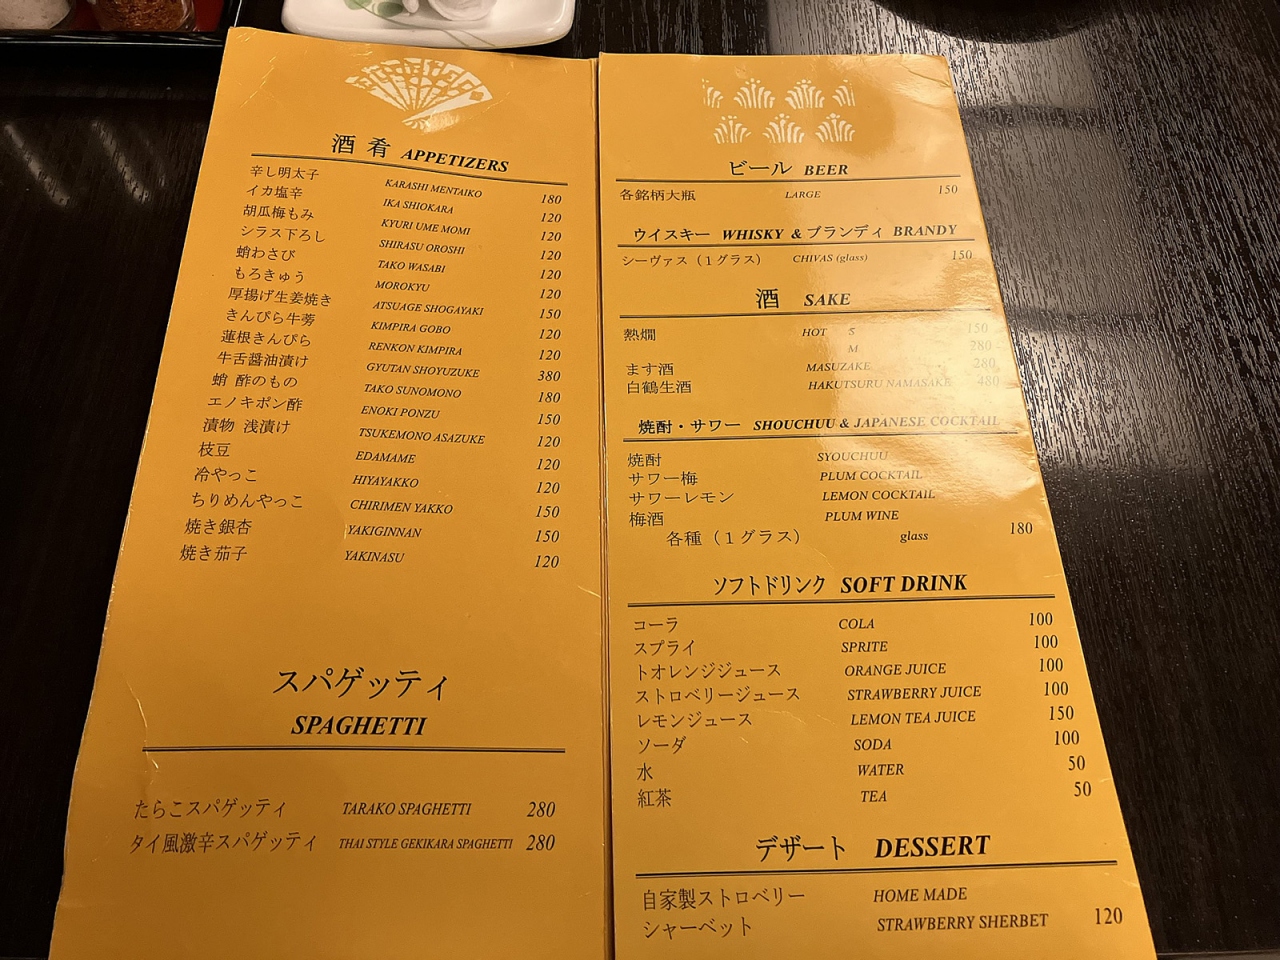 酒 肴 APPETIZERS
辛し明太子 KARASHI MENTAIKO 180
イカ塩辛 IKA SHIOKARA 120
胡瓜梅もみ KYURI UME MOMI 120
シラス下ろし SHIRASU OROSHI 120
蛸わさび TAKO WASABI 120
もろきゅう MOROKYU 120
厚揚げ生姜焼き ATSUAGE SHOGAYAKI 150
きんぴら牛蒡 KIMPIRA GOBO 120
蓮根きんぴら RENKON KIMPIRA 120
牛舌醤油漬け GYUTAN SHOYUZUKE 380
蛸 酢のもの TAKO SUNOMONO 180
エノキポン酢 ENOKI PONZU 150
漬物 浅漬け TSUKEMONO ASAZUKE 120
枝豆 EDAMAME 120
冷やっこ HIYAYAKKO 120
ちりめんやっこ CHIRIMEN YAKKO 150
焼き銀杏 YAKIGINNAN 150
焼き茄子 YAKINASU 120
スパゲッティ
SPAGHETTI
たらこスパゲッティ TARAKO SPAGHETTI 280
タイ風激辛スパゲッティ THAI STYLE GEKIKARA SPAGHETTI 280
ビール BEER
各銘柄大瓶 LARGE 150
ウイスキー WHISKY & ブランディ BRANDY
シーヴァス（1グラス） CHIVAS (glass) 150
酒 SAKE
熱燗 HOT S 150
M 280
ます酒 MASUZAKE 280
白鶴生酒 HAKUTSURU NAMASAKE 480
焼酎・サワー SHOUCHUU & JAPANESE COCKTAIL
焼酎 SYOUCHUU
サワー梅 PLUM COCKTAIL
サワーレモン LEMON COCKTAIL
梅酒 PLUM WINE
各種（1グラス） glass 180
ソフトドリンク SOFT DRINK
コーラ COLA 100
スプライ SPRITE 100
トオレンジジュース ORANGE JUICE 100
ストロベリージュース STRAWBERRY JUICE 100
レモンジュース LEMON TEA JUICE 150
ソーダ SODA 100
水 WATER 50
紅茶 TEA 50
デザート DESSERT
自家製ストロベリー HOME MADE
シャーベット STRAWBERRY SHERBET 120